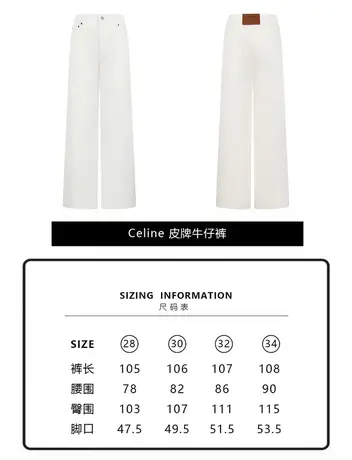 Celine 皮牌牛仔裤
SIZING INFORMATION
尺码表
SIZE 28 30 32 34
裤长 105 106 107 108
腰围 78 82 86 90
臀围 103 107 111 115
脚口 47.5 49.5 51.5 53.5